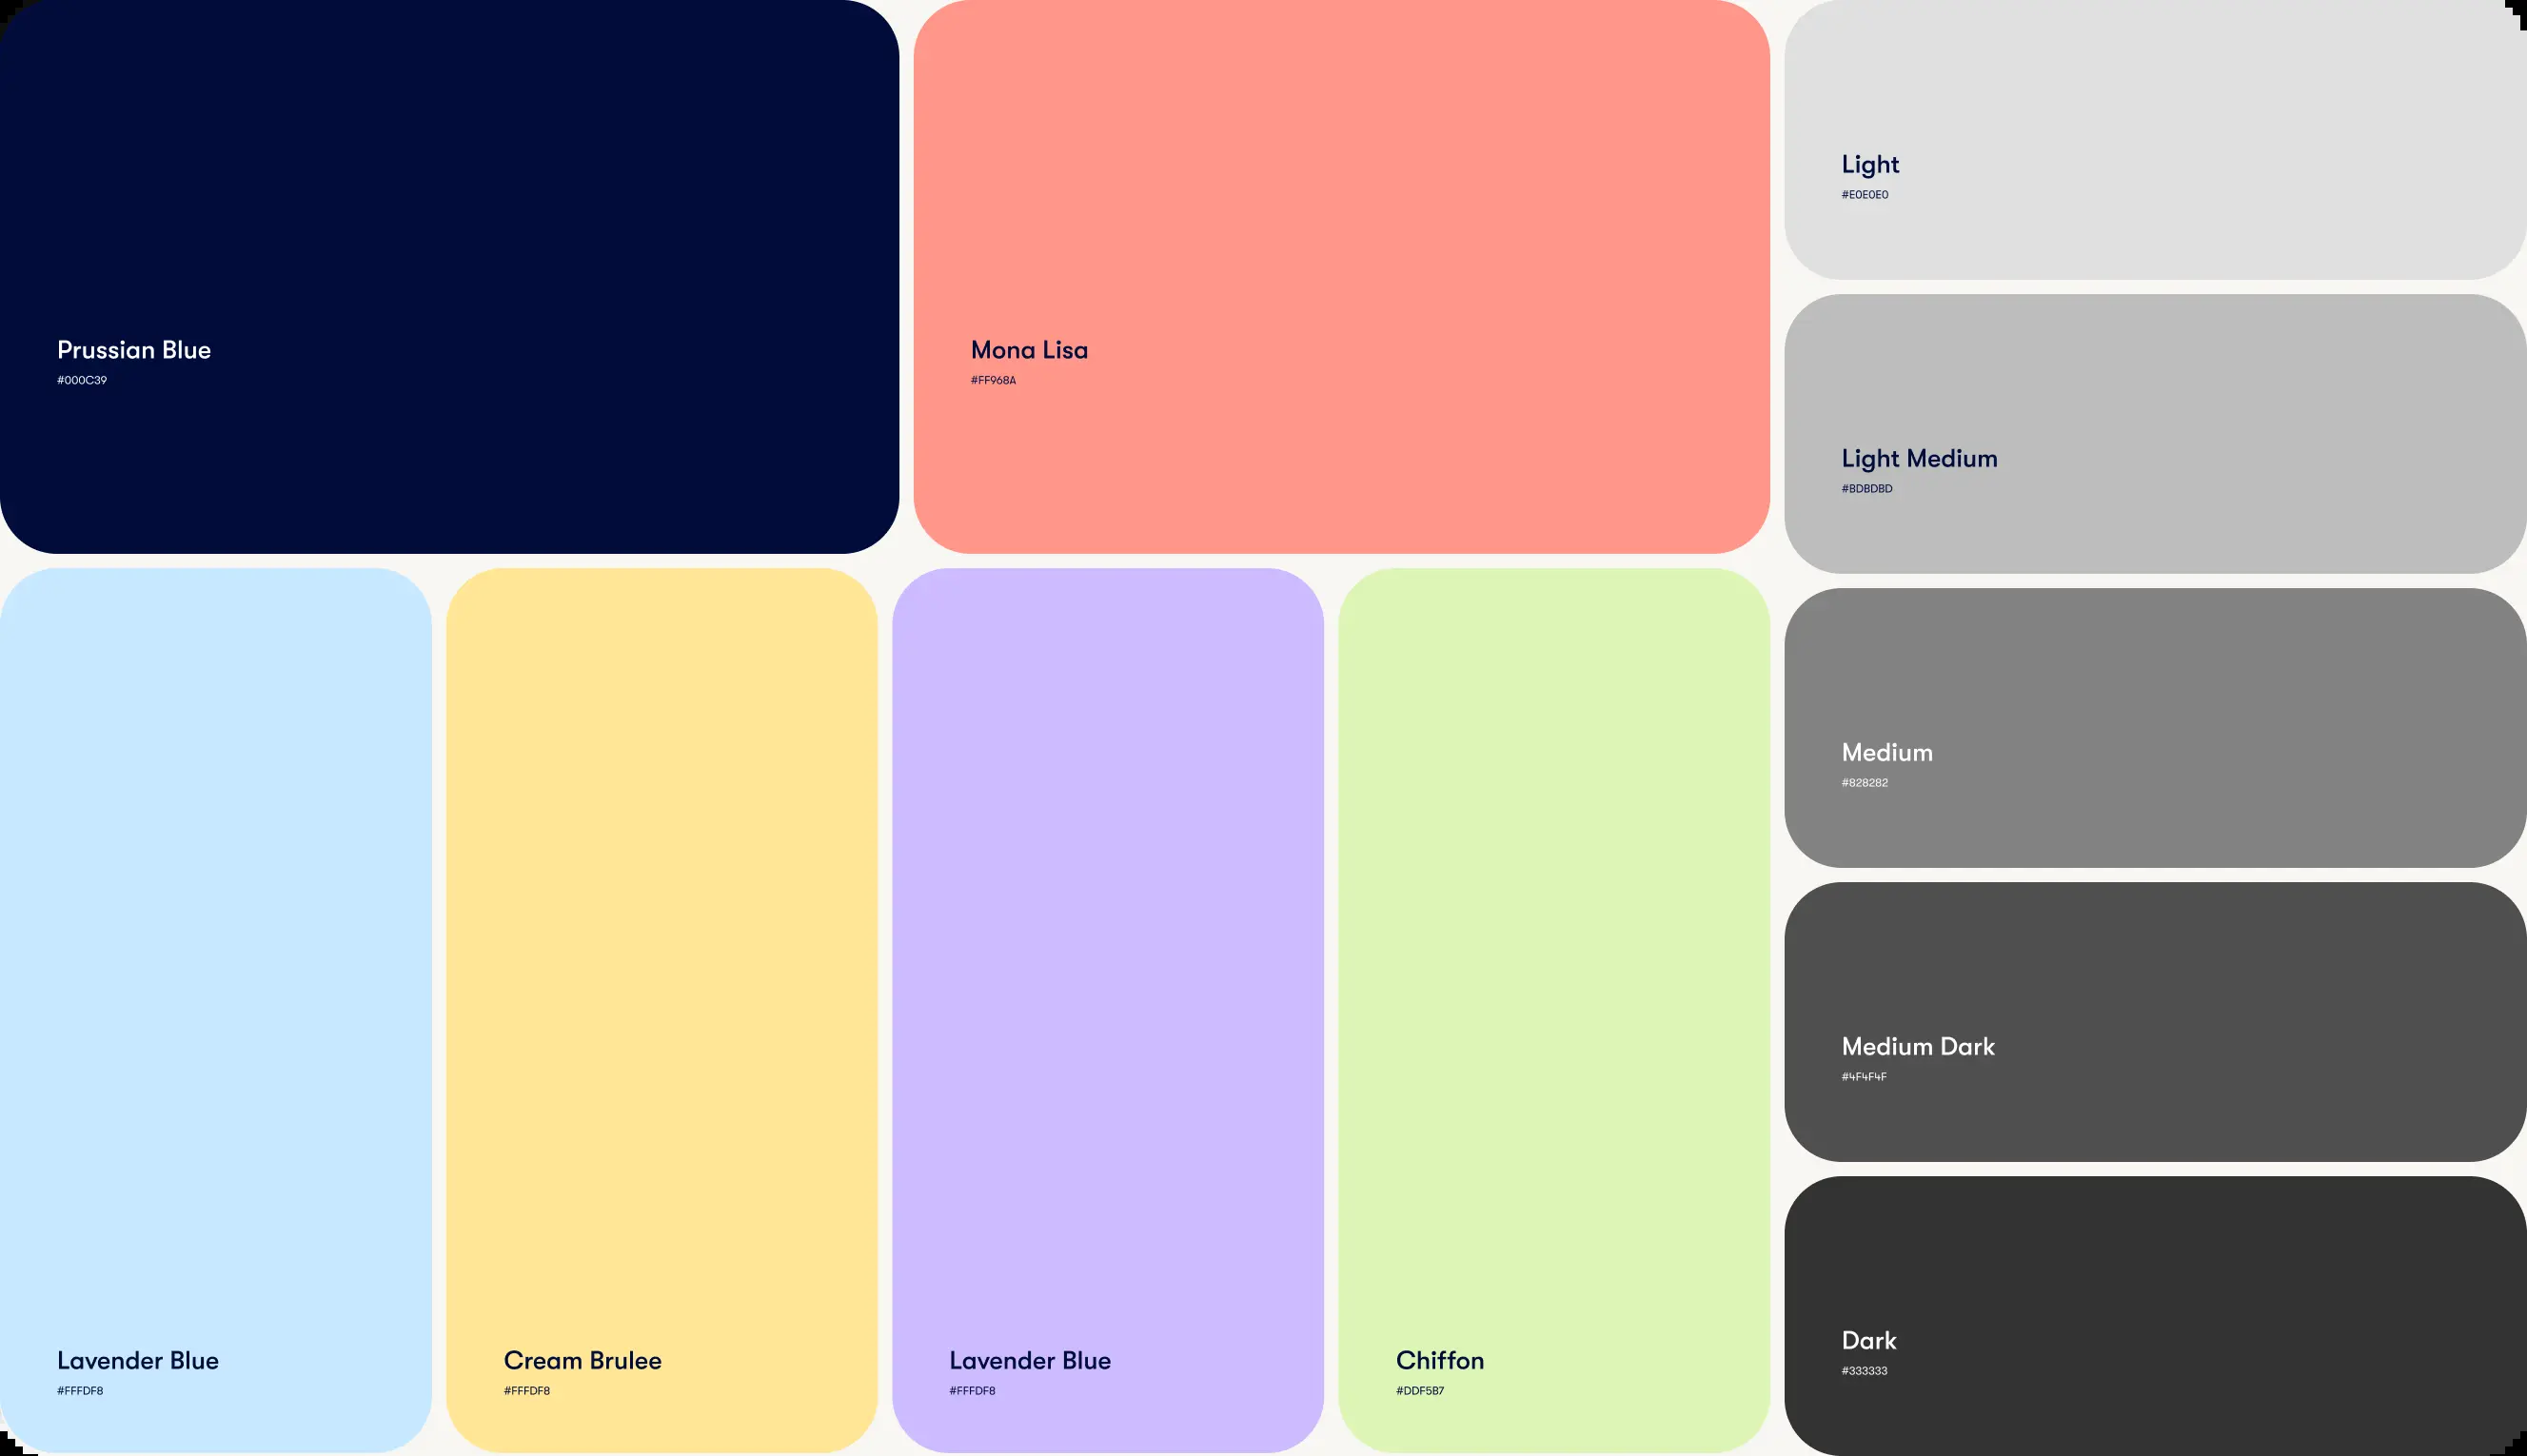 Prussian Blue
#000C39
Mona Lisa
#FF968A
Light
#E0E0E0
Light Medium
#BDBDBD
Medium
#828282
Medium Dark
#4F4F4F
Dark
#333333
Lavender Blue
#FFFDF8
Cream Brulee
#FFFDF8
Lavender Blue
#FFFDF8
Chiffon
#DDF5B7